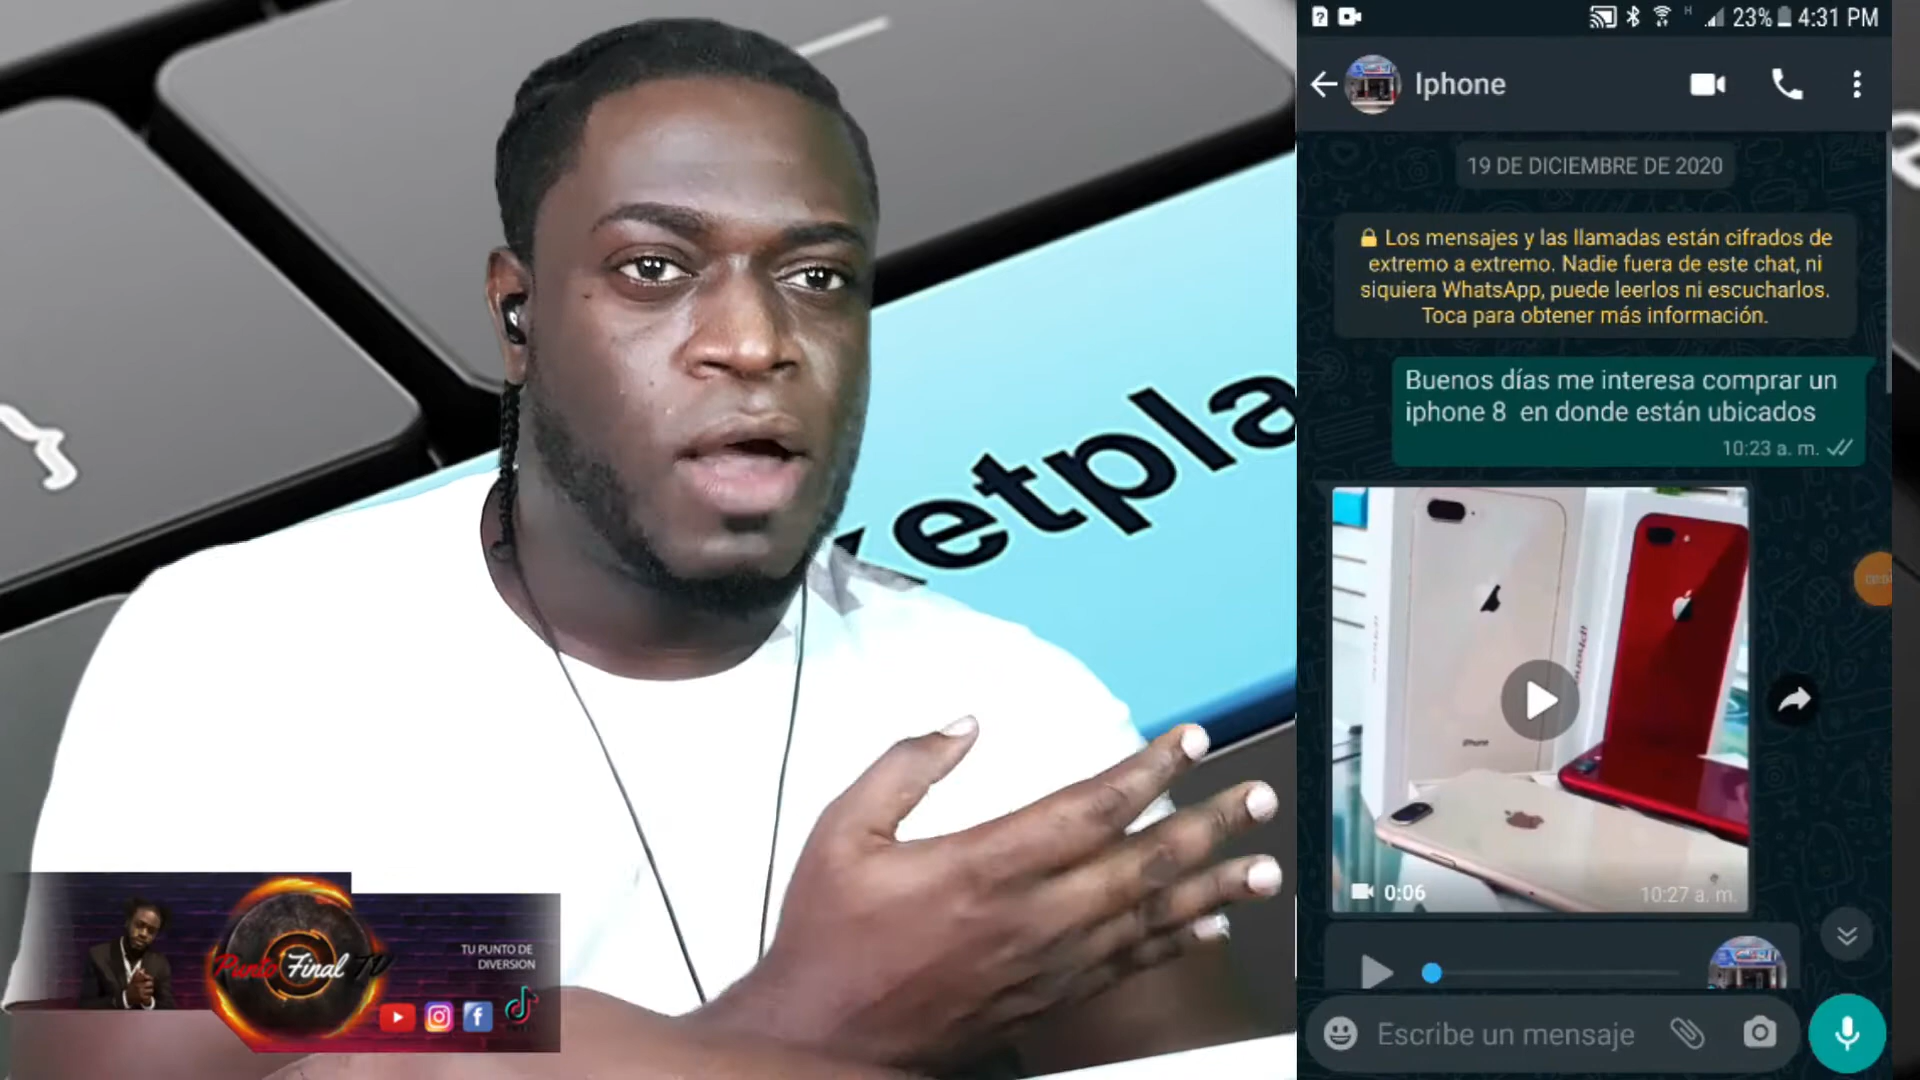 23% 4:31 PM
Iphone
19 DE DICIEMBRE DE 2020
Los mensajes y las llamadas están cifrados de
extremo a extremo. Nadie fuera de este chat, ni
siquiera WhatsApp, puede leerlos ni escucharlos.
Toca para obtener más información.
Buenos días me interesa comprar un
iphone 8 en donde están ubicados
10:23 a. m.
iPhone
0:06
10:27 a. m.
Escribe un mensaje
ketpla
Punto Final TV
TU PUNTO DE
DIVERSION